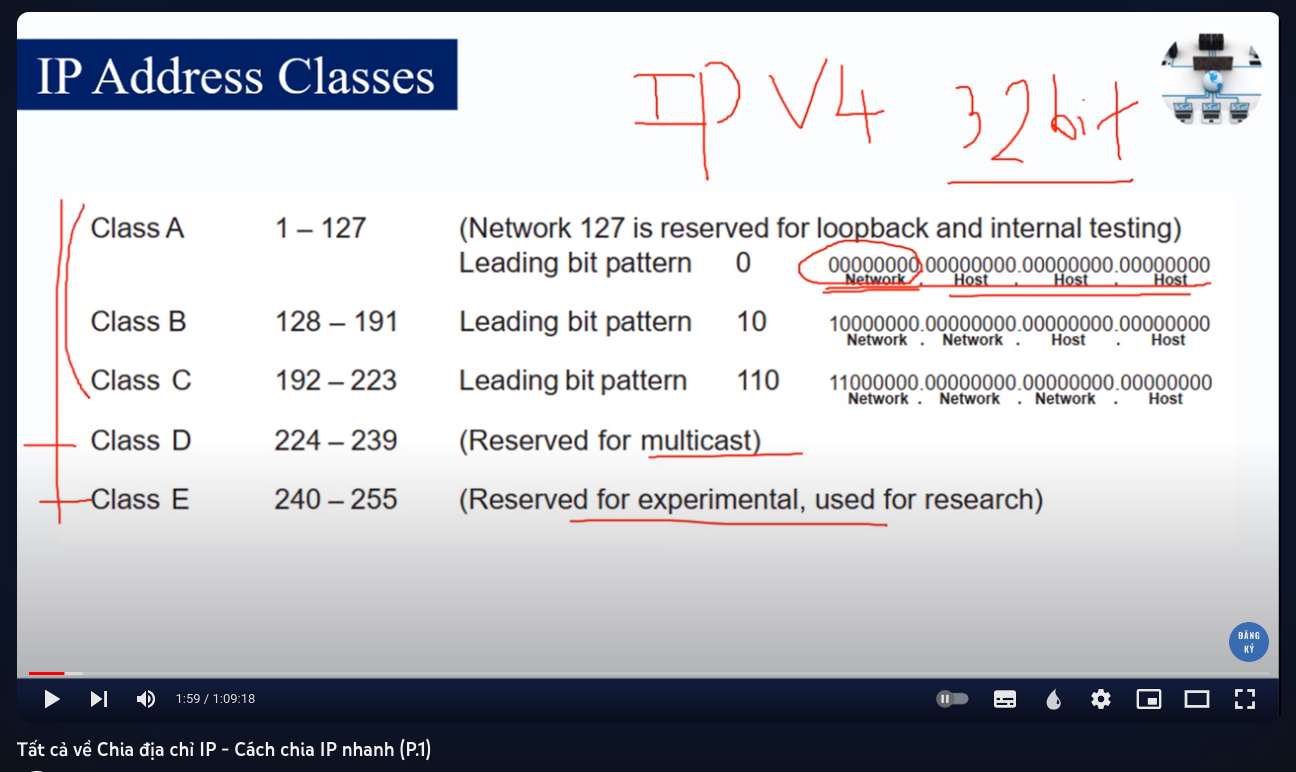 IP Address Classes
IP V4 32bit
Class A 1 – 127 (Network 127 is reserved for loopback and internal testing)
Leading bit pattern 0 00000000.00000000.00000000.00000000
Network . Host . Host . Host
Class B 128 – 191 Leading bit pattern 10 10000000.00000000.00000000.00000000
Network . Network . Host . Host
Class C 192 – 223 Leading bit pattern 110 11000000.00000000.00000000.00000000
Network . Network . Network . Host
Class D 224 – 239 (Reserved for multicast)
Class E 240 – 255 (Reserved for experimental, used for research)
ĐĂNG
KÝ
1:59 / 1:09:18
Tất cả về Chia địa chỉ IP - Cách chia IP nhanh (P.1)